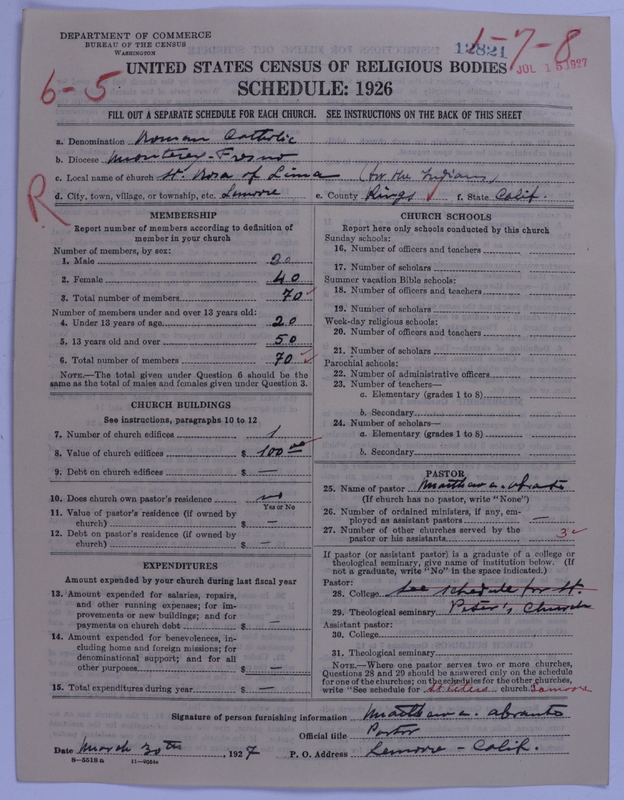 DEPARTMENT OF COMMERCE
BUREAU OF THE CENSUS
WASHINGTON
12821
1-7-8
JUL 15 1927
6-5
UNITED STATES CENSUS OF RELIGIOUS BODIES
SCHEDULE: 1926
FILL OUT A SEPARATE SCHEDULE FOR EACH CHURCH. SEE INSTRUCTIONS ON THE BACK OF THIS SHEET
a. Denomination Roman Catholic
b. Diocese Monterey-Fresno
c. Local name of church St. Rosa of Lima (for the Indians)
R
d. City, town, village, or township, etc. Lemoore e. County Kings f. State Calif.
MEMBERSHIP
Report number of members according to definition of
member in your church
Number of members, by sex:
1. Male
2. Female 40
3. Total number of members 70
Number of members under and over 13 years old:
4. Under 13 years of age 20
5. 13 years old and over 50
6. Total number of members 70
NOTE.—The total given under Question 6 should be the
same as the total of males and females given under Question 3.
CHURCH BUILDINGS
See instructions, paragraphs 10 to 12
7. Number of church edifices 1
8. Value of church edifices $ 100 00
9. Debt on church edifices $ —
10. Does church own pastor's residence no
Yes or No
11. Value of pastor's residence (if owned by
church) $ —
12. Debt on pastor's residence (if owned by
church) $ —
EXPENDITURES
Amount expended by your church during last fiscal year
13. Amount expended for salaries, repairs,
and other running expenses; for im-
provements or new buildings; and for
payments on church debt $ —
14. Amount expended for benevolences, in-
cluding home and foreign missions; for
denominational support; and for all
other purposes $ —
15. Total expenditures during year $ —
CHURCH SCHOOLS
Report here only schools conducted by this church
Sunday schools:
16. Number of officers and teachers
17. Number of scholars
Summer vacation Bible schools:
18. Number of officers and teachers
19. Number of scholars
Week-day religious schools:
20. Number of officers and teachers
21. Number of scholars
Parochial schools:
22. Number of administrative officers
23. Number of teachers—
a. Elementary (grades 1 to 8)
b. Secondary
24. Number of scholars—
a. Elementary (grades 1 to 8)
b. Secondary
PASTOR
25. Name of pastor Matthew A. Abrants
(If church has no pastor, write "None")
26. Number of ordained ministers, if any, em-
ployed as assistant pastors —
27. Number of other churches served by the
pastor or his assistants 3
If pastor (or assistant pastor) is a graduate of a college or
theological seminary, give name of institution below. (If
not a graduate, write "No" in the space indicated.)
Pastor:
28. College See schedule for St.
29. Theological seminary Peter's Church
Assistant pastor:
30. College
31. Theological seminary
NOTE.—Where one pastor serves two or more churches,
Questions 28 and 29 should be answered only on the schedule
for one of the churches; on the schedules for the other churches,
write "See schedule for St Peters church. Lemoore
Signature of person furnishing information Matthew A. Abrants
Official title Pastor
Date March 30th, 1927 P. O. Address Lemoore - Calif.
8-5518a 11-9054a